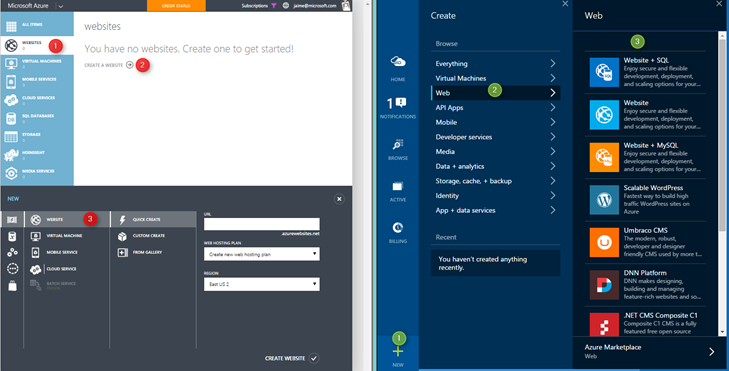 Microsoft Azure
CREDIT STATUS
Subscriptions
jaime@microsoft.com
ALL ITEMS
WEBSITES
0
1
VIRTUAL MACHINES
0
MOBILE SERVICES
0
CLOUD SERVICES
0
SQL DATABASES
0
STORAGE
0
HDINSIGHT
0
MEDIA SERVICES
0
websites
You have no websites. Create one to get started!
CREATE A WEBSITE
2
NEW
WEBSITE
3
VIRTUAL MACHINE
MOBILE SERVICE
CLOUD SERVICE
BATCH SERVICE
QUICK CREATE
CUSTOM CREATE
FROM GALLERY
URL
.azurewebsites.net
WEB HOSTING PLAN
Create new web hosting plan
REGION
East US 2
CREATE WEBSITE
HOME
1
NOTIFICATIONS
BROWSE
ACTIVE
BILLING
1
NEW
Create
Browse
Everything
Virtual Machines
Web
2
API Apps
Mobile
Developer services
Media
Data + analytics
Storage, cache, + backup
Identity
App + data services
Recent
You haven't created anything
recently.
Web
3
Website + SQL
Enjoy secure and flexible
development, deployment,
and scaling options for your...
Website
Enjoy secure and flexible
development, deployment,
and scaling options for your...
Website + MySQL
Enjoy secure and flexible
development, deployment,
and scaling options for your...
Scalable WordPress
Fastest way to build high
traffic WordPress sites on
Azure
Umbraco CMS
The modern, robust,
developer and designer
friendly CMS used by more t...
DNN Platform
DNN makes designing,
building and managing
feature-rich websites and so...
.NET CMS Composite C1
Composite C1 is a fully
featured free open source
Azure Marketplace
Web